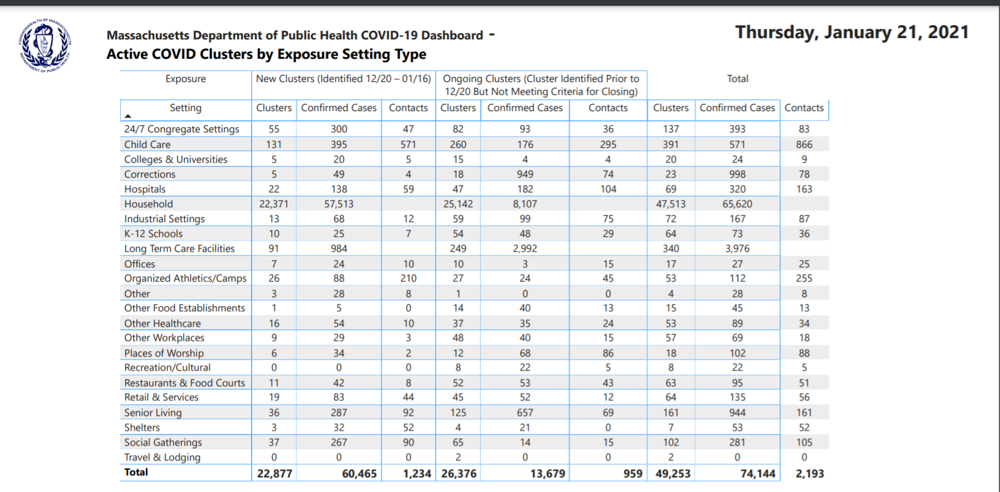 COMMONWEALTH OF MASSACHUSETTS
DEPARTMENT OF PUBLIC HEALTH
Massachusetts Department of Public Health COVID-19 Dashboard -
Thursday, January 21, 2021
Active COVID Clusters by Exposure Setting Type
Exposure New Clusters (Identified 12/20 – 01/16) Ongoing Clusters (Cluster Identified Prior to Total
12/20 But Not Meeting Criteria for Closing)
Setting Clusters Confirmed Cases Contacts Clusters Confirmed Cases Contacts Clusters Confirmed Cases Contacts
24/7 Congregate Settings 55 300 47 82 93 36 137 393 83
Child Care 131 395 571 260 176 295 391 571 866
Colleges & Universities 5 20 5 15 4 4 20 24 9
Corrections 5 49 4 18 949 74 23 998 78
Hospitals 22 138 59 47 182 104 69 320 163
Household 22,371 57,513 25,142 8,107 47,513 65,620
Industrial Settings 13 68 12 59 99 75 72 167 87
K-12 Schools 10 25 7 54 48 29 64 73 36
Long Term Care Facilities 91 984 249 2,992 340 3,976
Offices 7 24 10 10 3 15 17 27 25
Organized Athletics/Camps 26 88 210 27 24 45 53 112 255
Other 3 28 8 1 0 0 4 28 8
Other Food Establishments 1 5 0 14 40 13 15 45 13
Other Healthcare 16 54 10 37 35 24 53 89 34
Other Workplaces 9 29 3 48 40 15 57 69 18
Places of Worship 6 34 2 12 68 86 18 102 88
Recreation/Cultural 0 0 0 8 22 5 8 22 5
Restaurants & Food Courts 11 42 8 52 53 43 63 95 51
Retail & Services 19 83 44 45 52 12 64 135 56
Senior Living 36 287 92 125 657 69 161 944 161
Shelters 3 32 52 4 21 0 7 53 52
Social Gatherings 37 267 90 65 14 15 102 281 105
Travel & Lodging 0 0 0 2 0 0 2 0 0
Total 22,877 60,465 1,234 26,376 13,679 959 49,253 74,144 2,193